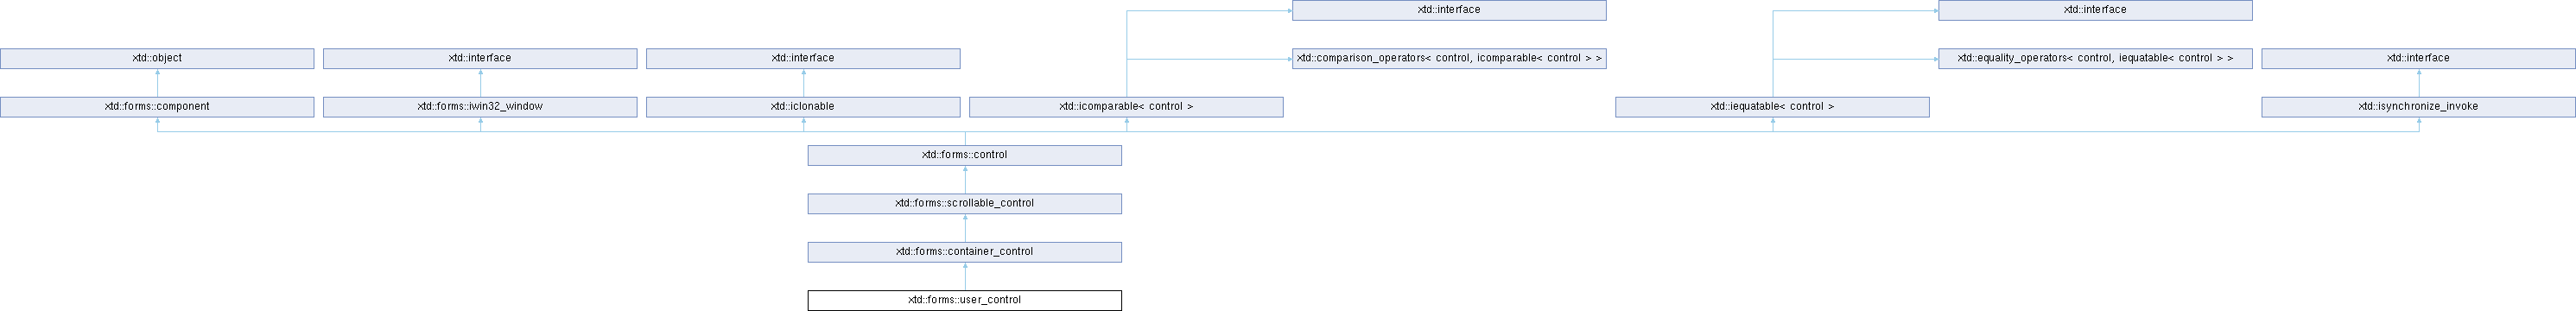 xtd::interface
xtd::interface
xtd::object
xtd::interface
xtd::interface
xtd::comparison_operators< control, icomparable< control > >
xtd::equality_operators< control, iequatable< control > >
xtd::interface
xtd::forms::component
xtd::forms::iwin32_window
xtd::iclonable
xtd::icomparable< control >
xtd::iequatable< control >
xtd::isynchronize_invoke
xtd::forms::control
xtd::forms::scrollable_control
xtd::forms::container_control
xtd::forms::user_control